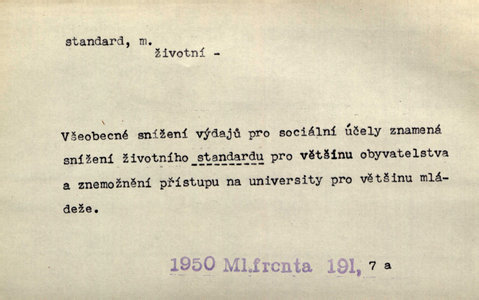 standard, m.
životní -
Všeobecné snížení výdajů pro sociální účely znamená
snížení životního standardu pro většinu obyvatelstva
a znemožnění přístupu na university pro většinu mlá-
deže.
1950 Ml.frcnta 191, 7 a